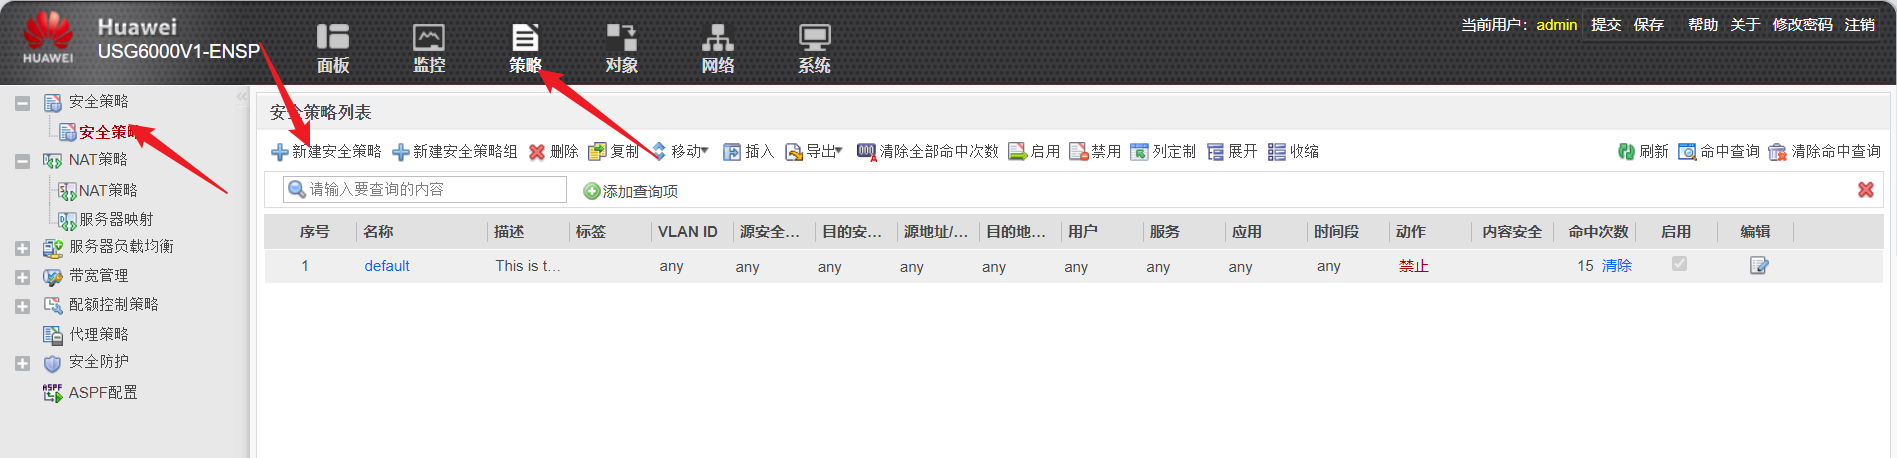 Huawei
USG6000V1-ENSP
HUAWEI
面板
监控
策略
对象
网络
系统
当前用户：admin 提交 保存 帮助 关于 修改密码 注销
安全策略
安全策略
NAT策略
NAT策略
服务器映射
服务器负载均衡
带宽管理
配额控制策略
代理策略
安全防护
ASPF配置
安全策略列表
新建安全策略 新建安全策略组 删除 复制 移动 插入 导出 清除全部命中次数 启用 禁用 列定制 展开 收缩 刷新 命中查询 清除命中查询
请输入要查询的内容 添加查询项
序号 名称 描述 标签 VLAN ID 源安全... 目的安... 源地址/... 目的地... 用户 服务 应用 时间段 动作 内容安全 命中次数 启用 编辑
1 default This is t... any any any any any any any any any 禁止 15 清除